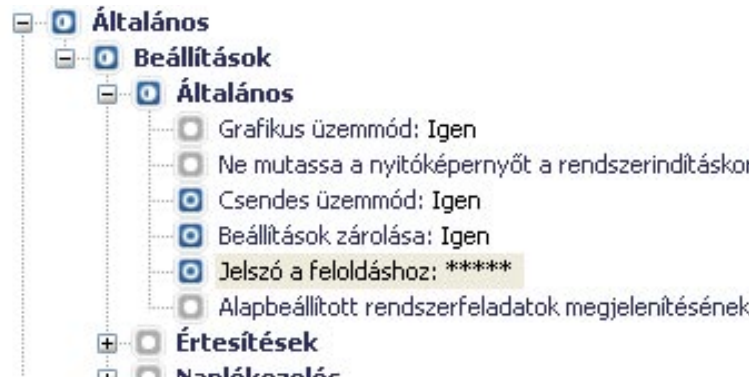 Általános
Beállítások
Általános
Grafikus üzemmód: Igen
Ne mutassa a nyitóképernyőt a rendszerindításkor
Csendes üzemmód: Igen
Beállítások zárolása: Igen
Jelszó a feloldáshoz: *****
Alapbeállított rendszerfeladatok megjelenítésének
Értesítések
Naplókezelés